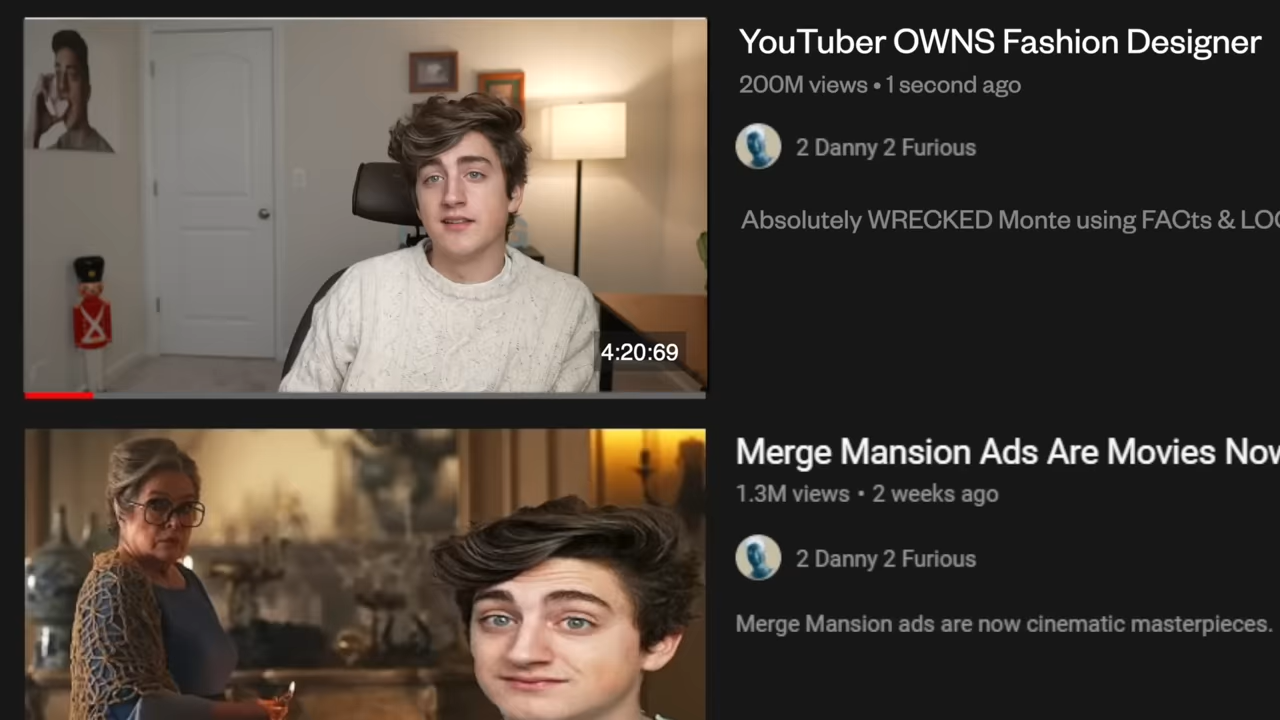 YouTuber OWNS Fashion Designer
200M views • 1 second ago
2 Danny 2 Furious
Absolutely WRECKED Monte using FACts & LO
4:20:69
Merge Mansion Ads Are Movies Now
1.3M views • 2 weeks ago
2 Danny 2 Furious
Merge Mansion ads are now cinematic masterpieces.